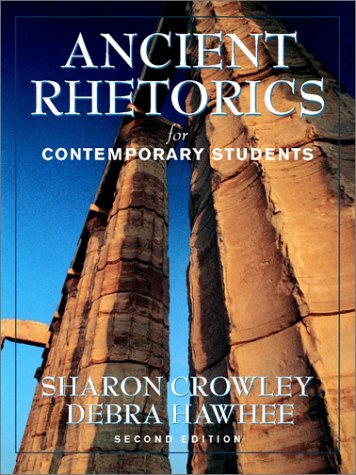 ANCIENT
RHETORICS
for
CONTEMPORARY STUDENTS
SHARON CROWLEY
DEBRA HAWHEE
SECOND EDITION